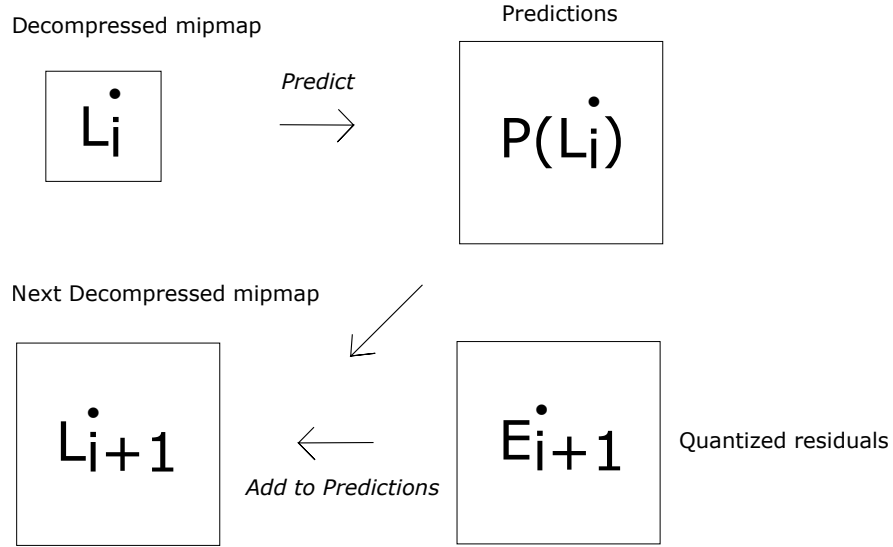 Decompressed mipmap
Predictions
Predict
L̇i
P(L̇i)
Next Decompressed mipmap
L̇i+1
Ėi+1
Quantized residuals
Add to Predictions